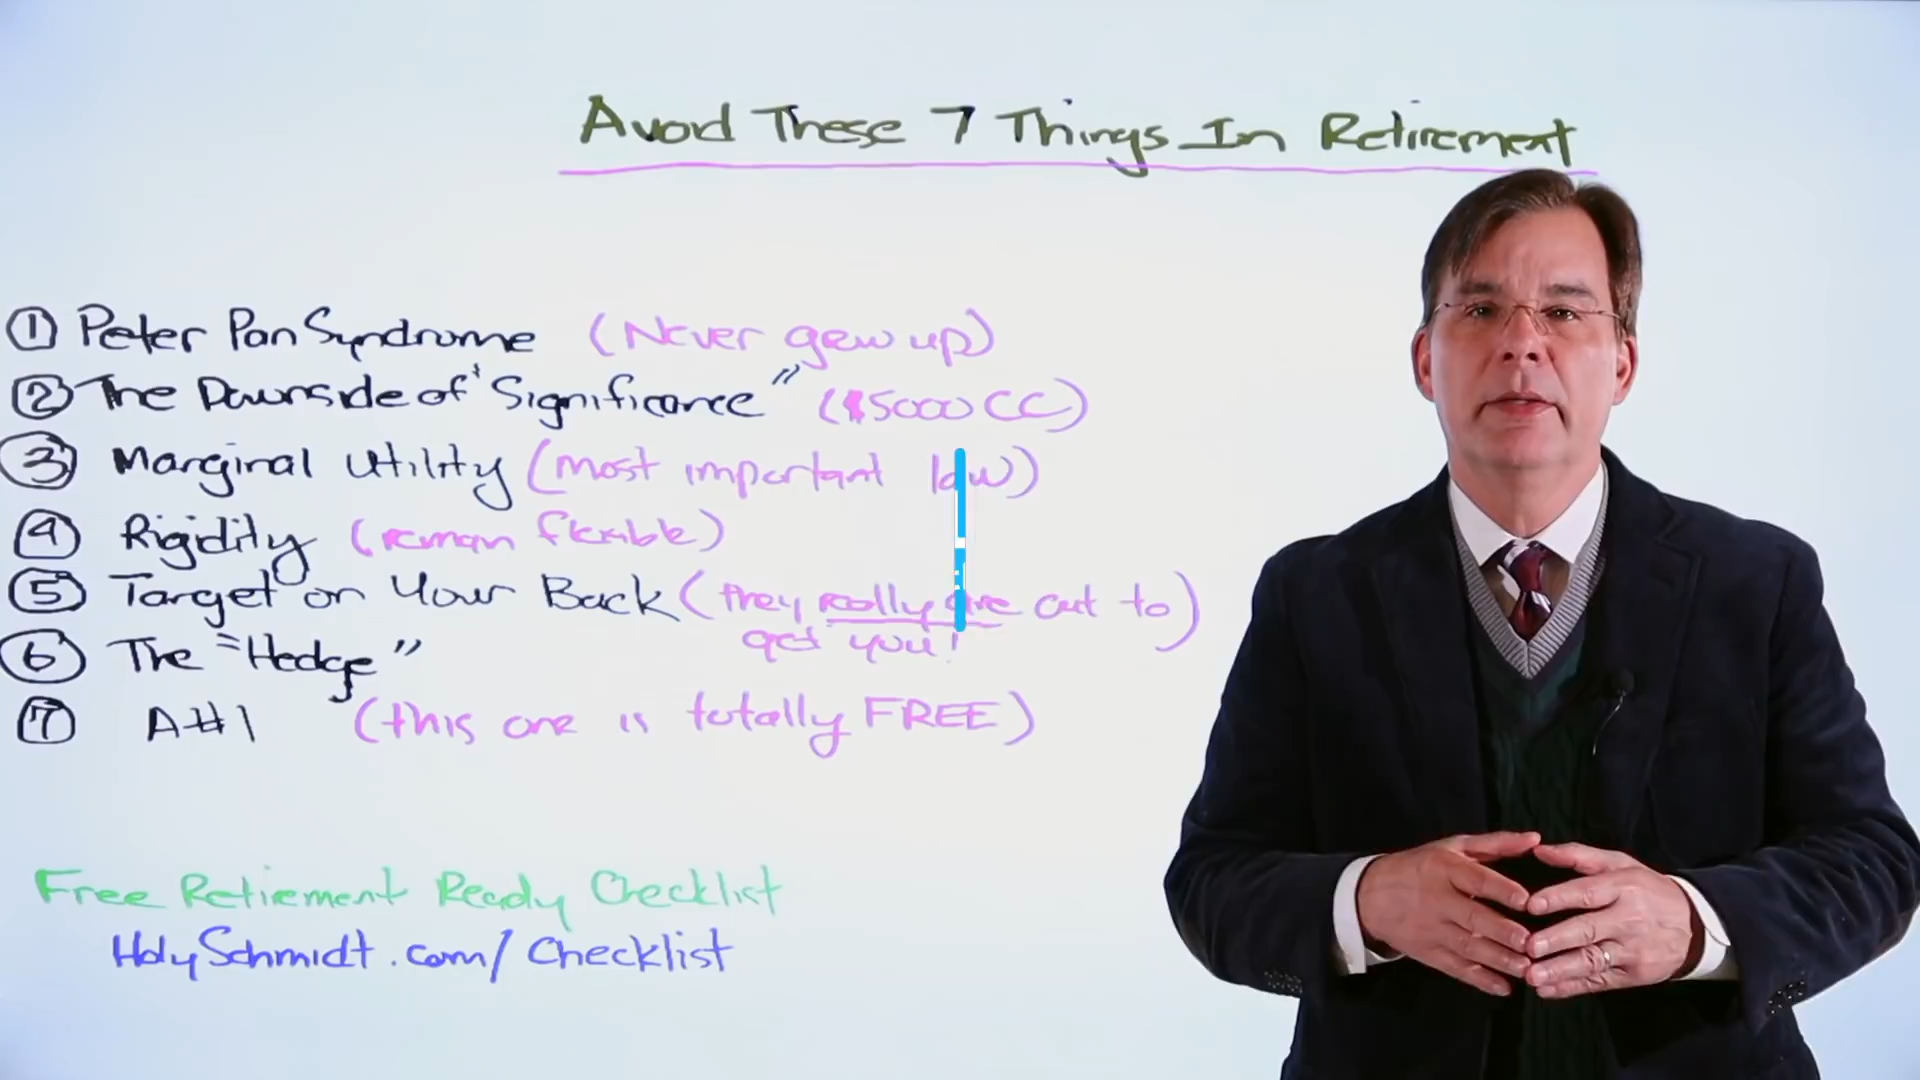 Avoid These 7 Things In Retirement
① Peter Pan Syndrome (Never grew up)
② The Downside of "Significance" ($5000 CC)
③ Marginal Utility (most important law)
④ Rigidity (remain flexible)
⑤ Target on Your Back (they really are out to
get you!)
⑥ The "Hedge"
⑦ A#1 (this one is totally FREE)
Free Retirement Ready Checklist
HolySchmidt.com/Checklist